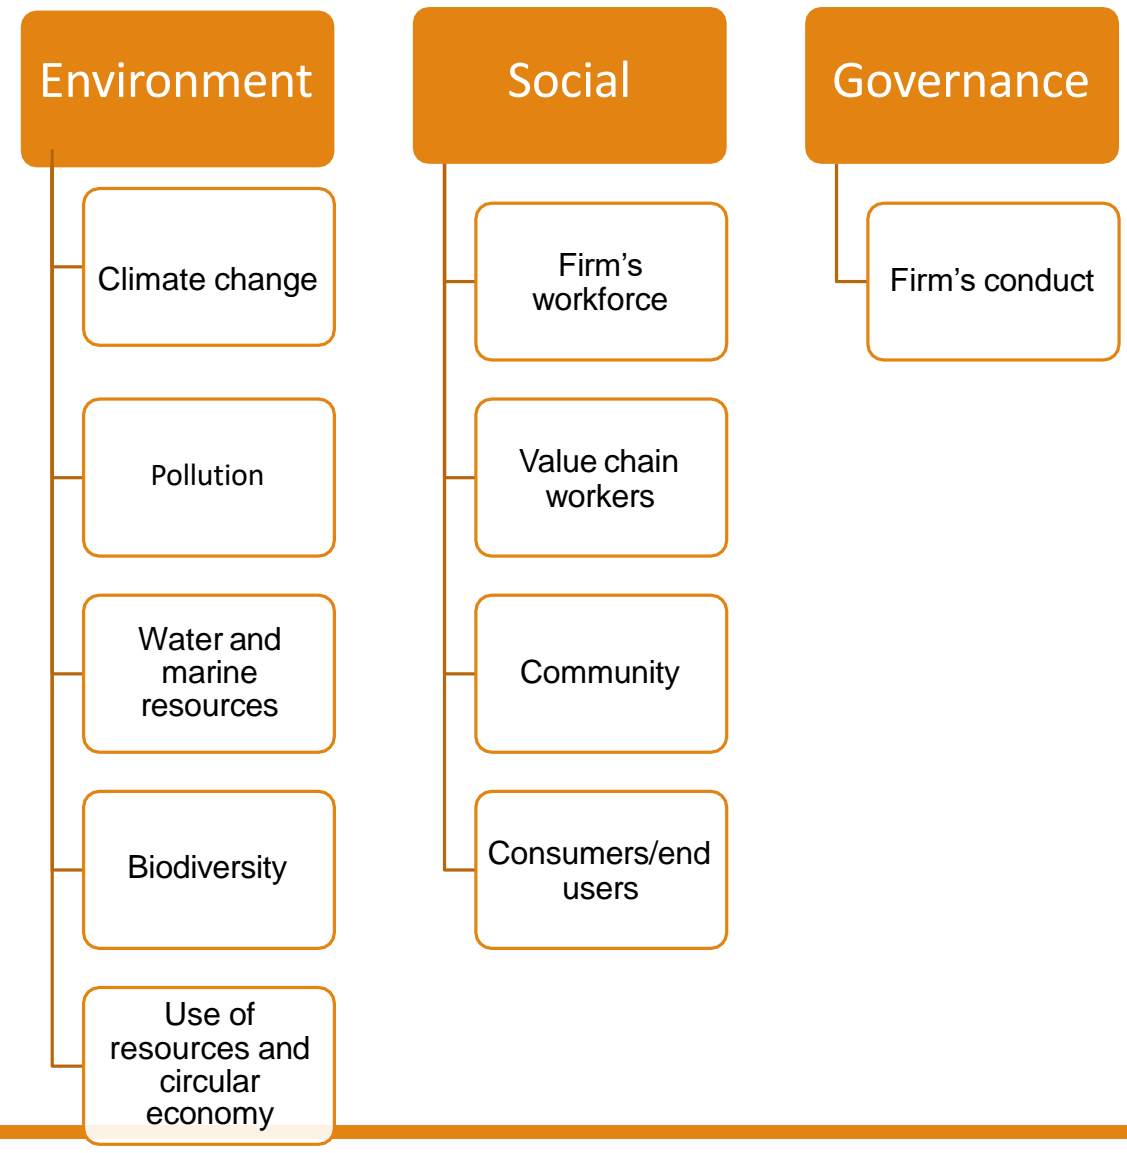 Environment
Climate change
Pollution
Water and
marine
resources
Biodiversity
Use of
resources and
circular
economy
Social
Firm’s
workforce
Value chain
workers
Community
Consumers/end
users
Governance
Firm’s conduct